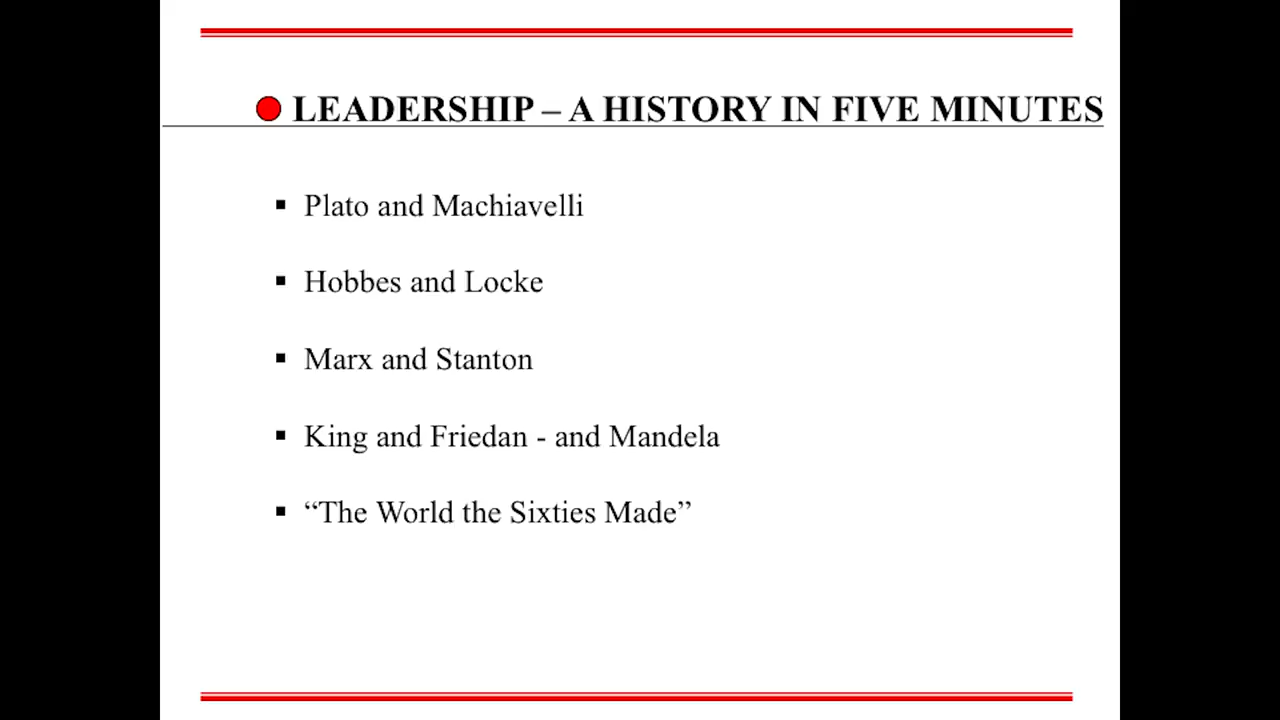 LEADERSHIP – A HISTORY IN FIVE MINUTES
▪ Plato and Machiavelli
▪ Hobbes and Locke
▪ Marx and Stanton
▪ King and Friedan - and Mandela
▪ “The World the Sixties Made”